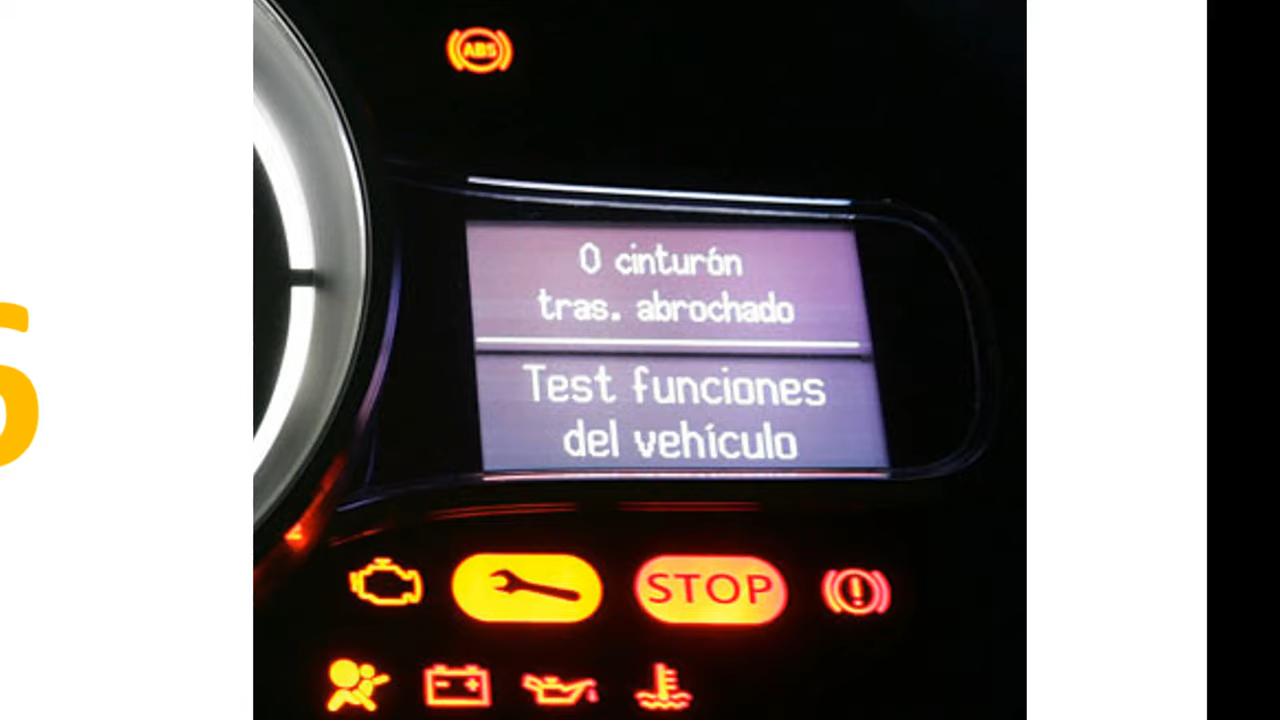 ABS
0 cinturón
tras. abrochado
Test funciones
del vehículo
STOP